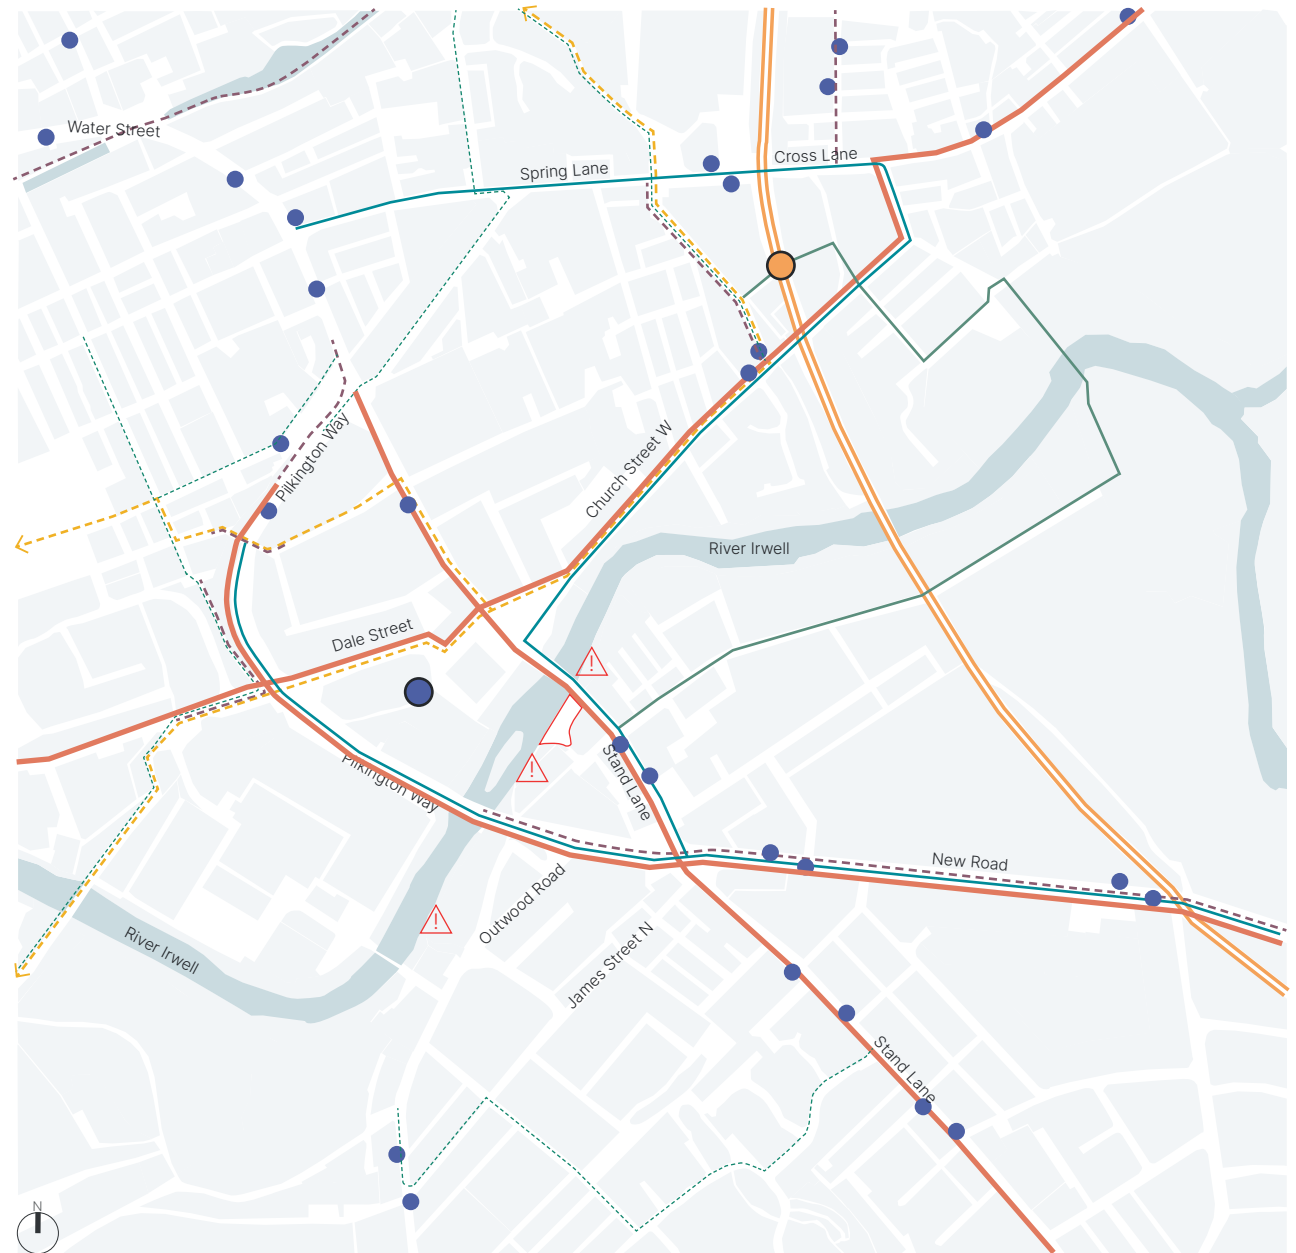 Water Street
Cross Lane
Spring Lane
Pilkington Way
Church Street W
River Irwell
Dale Street
Stand Lane
Pilkington Way
New Road
Outwood Road
River Irwell
James Street N
Stand Lane
N